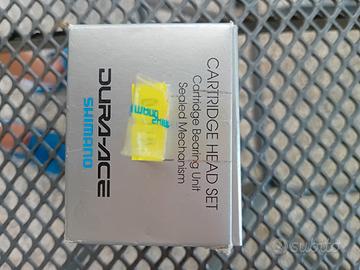 CARTRIDGE HEAD SET
Cartridge Bearing Unit
Sealed Mechanism
DURA-ACE
SHIMANO
subito